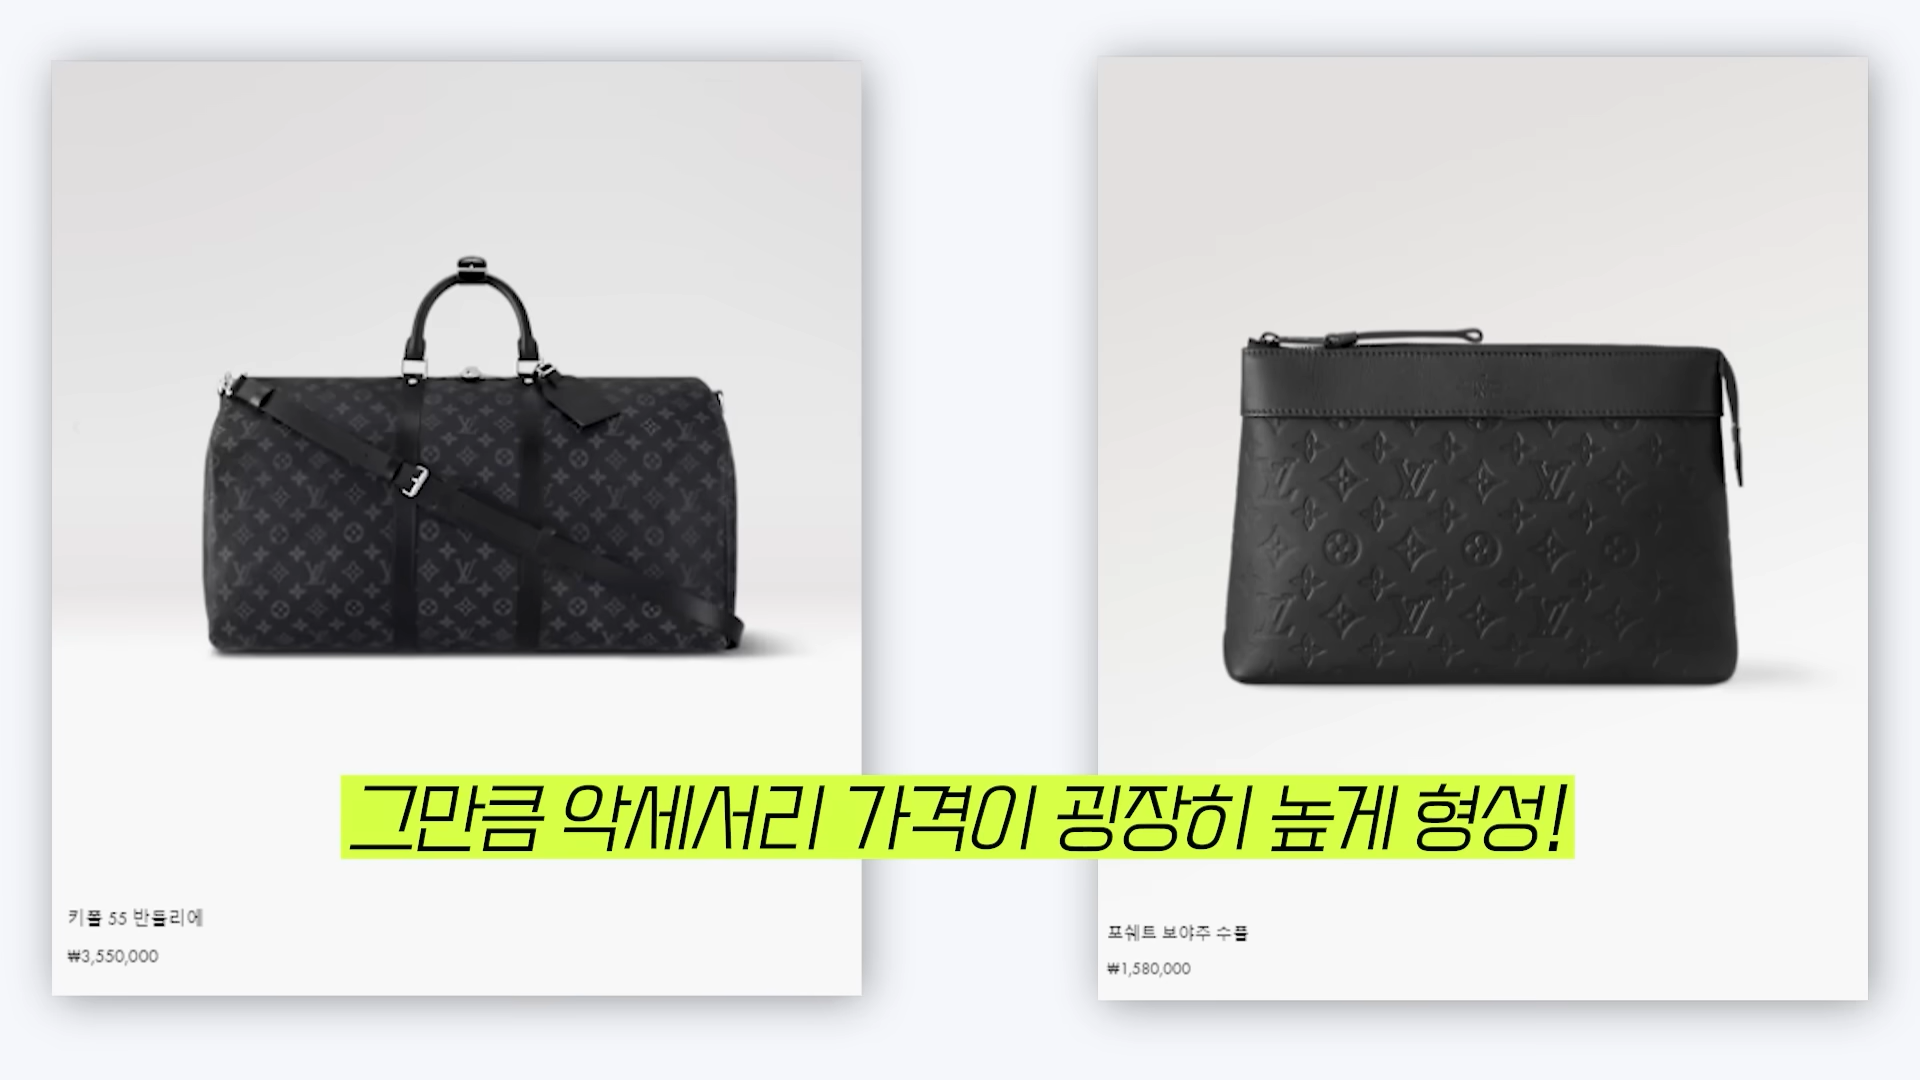 그만큼 악세서리 가격이 굉장히 높게 형성!
키폴 55 반둘리에
₩3,550,000
포쉐트 보야주 수플
₩1,580,000